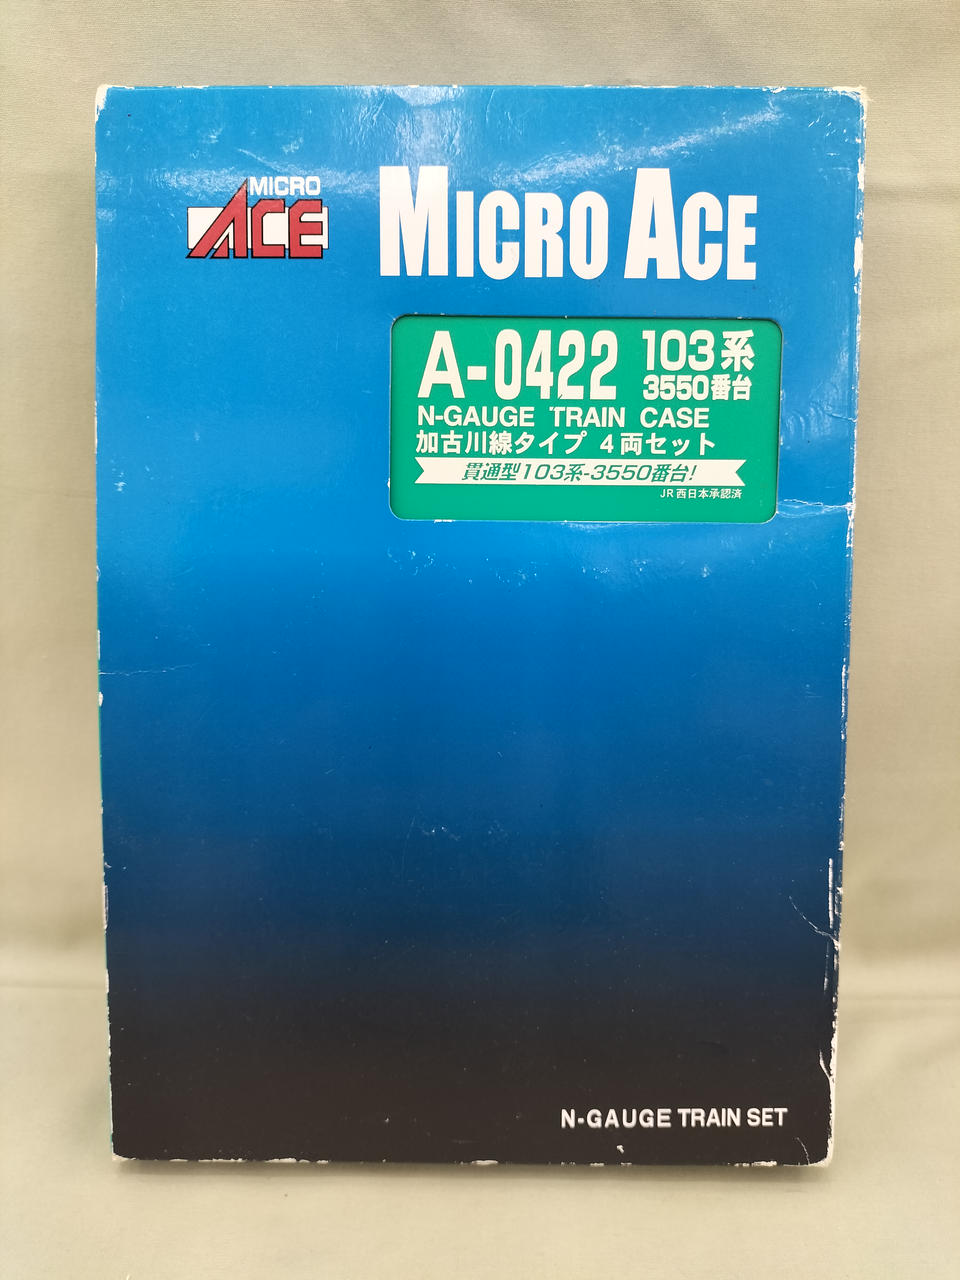 MICRO
ACE
MICRO ACE
A-0422 103系
3550番台
N-GAUGE TRAIN CASE
加古川線タイプ 4両セット
貫通型103系-3550番台!
JR西日本承認済
N-GAUGE TRAIN SET